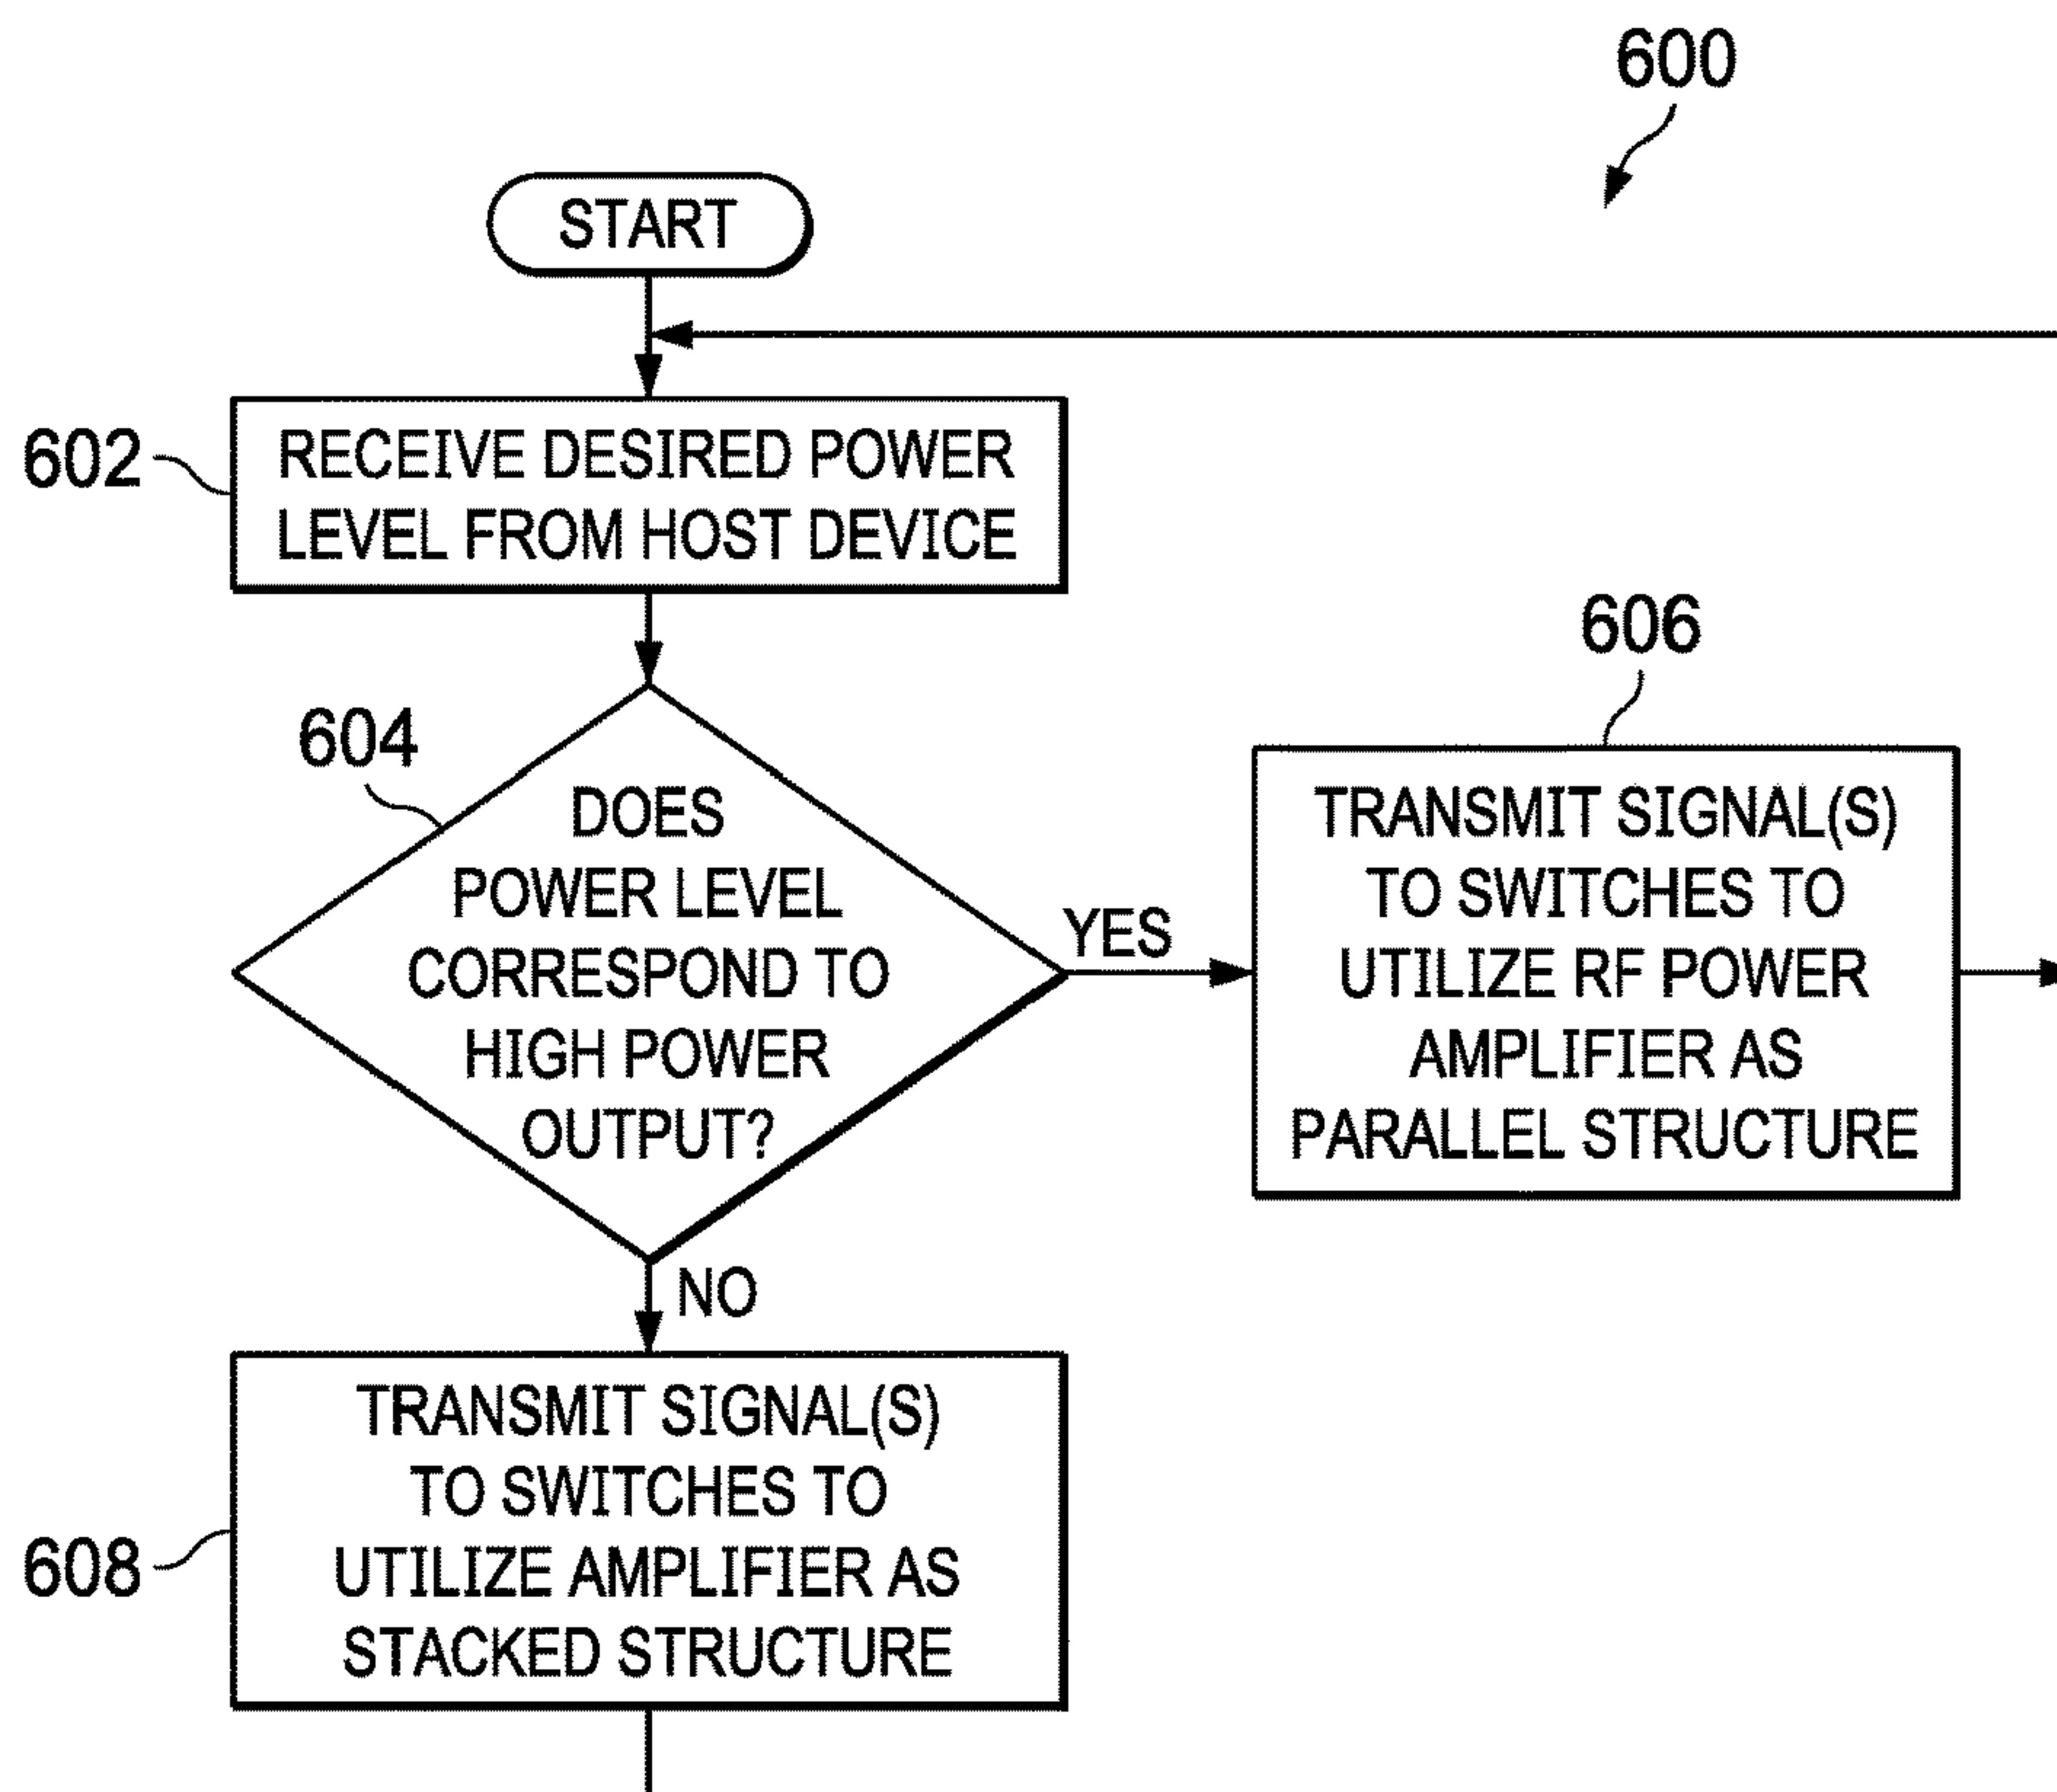 600
START
602
RECEIVE DESIRED POWER
LEVEL FROM HOST DEVICE
604
DOES
POWER LEVEL
CORRESPOND TO
HIGH POWER
OUTPUT?
YES
606
TRANSMIT SIGNAL(S)
TO SWITCHES TO
UTILIZE RF POWER
AMPLIFIER AS
PARALLEL STRUCTURE
NO
608
TRANSMIT SIGNAL(S)
TO SWITCHES TO
UTILIZE AMPLIFIER AS
STACKED STRUCTURE